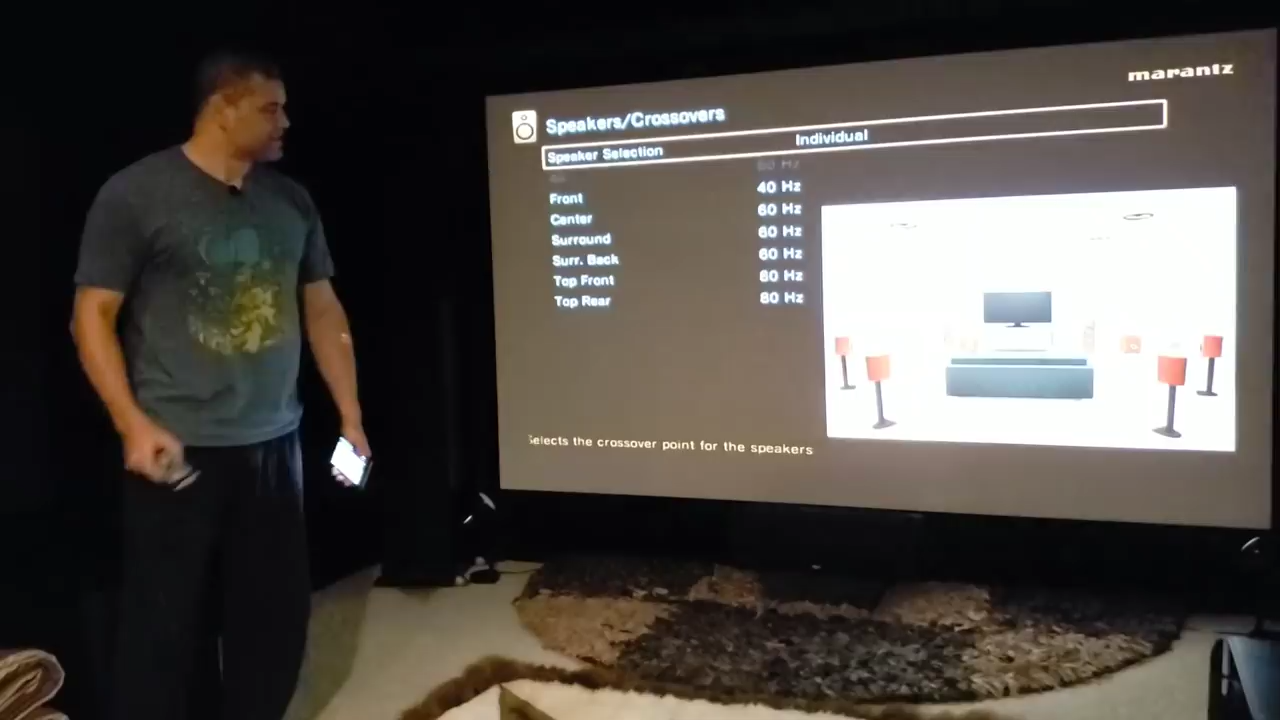 marantz
Speakers/Crossovers
Speaker Selection Individual
Front 40 Hz
Center 60 Hz
Surround 60 Hz
Surr. Back 60 Hz
Top Front 80 Hz
Top Rear 80 Hz
Selects the crossover point for the speakers